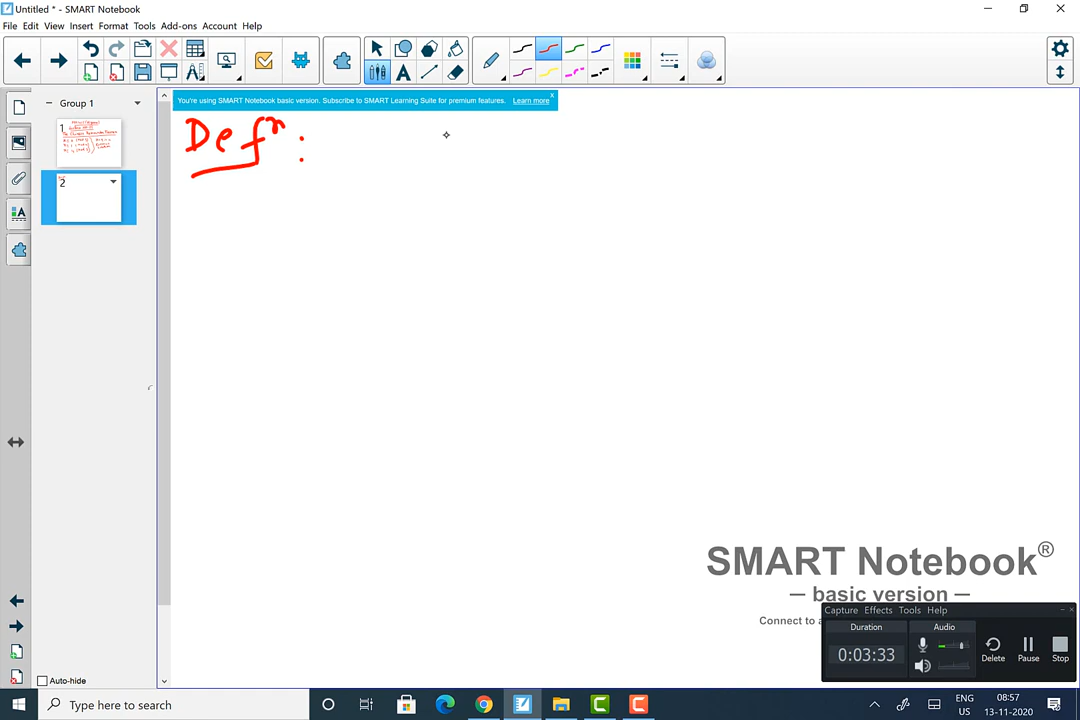 Untitled * - SMART Notebook
File Edit View Insert Format Tools Add-ons Account Help
You're using SMART Notebook basic version. Subscribe to SMART Learning Suite for premium features. Learn more x
Group 1
1
2
Defⁿ :
SMART Notebook®
— basic version —
Connect to a
Capture Effects Tools Help
Duration Audio
0:03:33
Delete Pause Stop
Auto-hide
Type here to search
ENG
US
08:57
13-11-2020